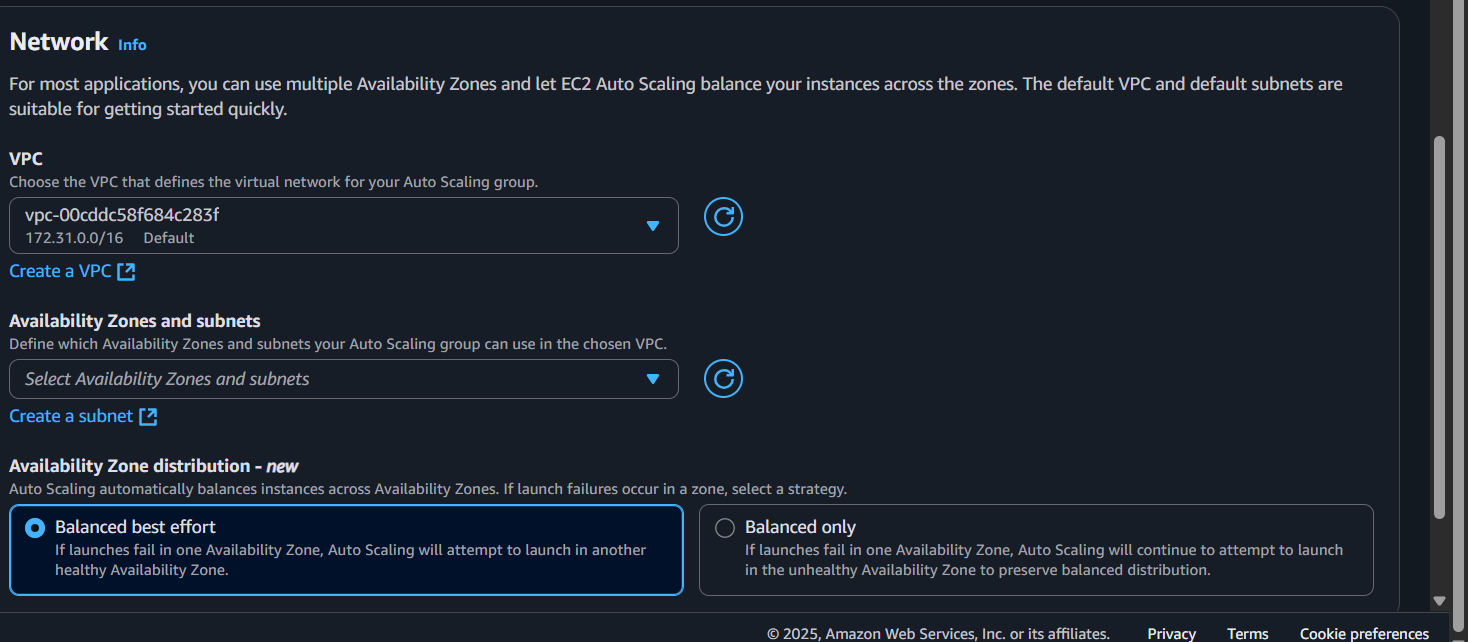 Network Info
For most applications, you can use multiple Availability Zones and let EC2 Auto Scaling balance your instances across the zones. The default VPC and default subnets are
suitable for getting started quickly.
VPC
Choose the VPC that defines the virtual network for your Auto Scaling group.
vpc-00cddc58f684c283f
172.31.0.0/16 Default
Create a VPC
Availability Zones and subnets
Define which Availability Zones and subnets your Auto Scaling group can use in the chosen VPC.
Select Availability Zones and subnets
Create a subnet
Availability Zone distribution - new
Auto Scaling automatically balances instances across Availability Zones. If launch failures occur in a zone, select a strategy.
Balanced best effort
If launches fail in one Availability Zone, Auto Scaling will attempt to launch in another
healthy Availability Zone.
Balanced only
If launches fail in one Availability Zone, Auto Scaling will continue to attempt to launch
in the unhealthy Availability Zone to preserve balanced distribution.
© 2025, Amazon Web Services, Inc. or its affiliates. Privacy Terms Cookie preferences